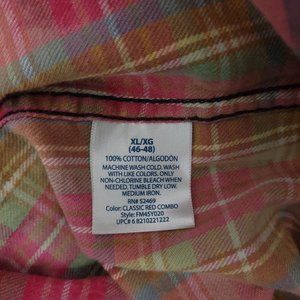 XL/XG
(46-48)
100% COTTON/ALGODÓN
MACHINE WASH COLD. WASH
WITH LIKE COLORS. ONLY
NON-CHLORINE BLEACH WHEN
NEEDED. TUMBLE DRY LOW.
MEDIUM IRON.
RN# 52469
Color: CLASSIC RED COMBO
Style: FM4SY020
UPC# 6 8210221222